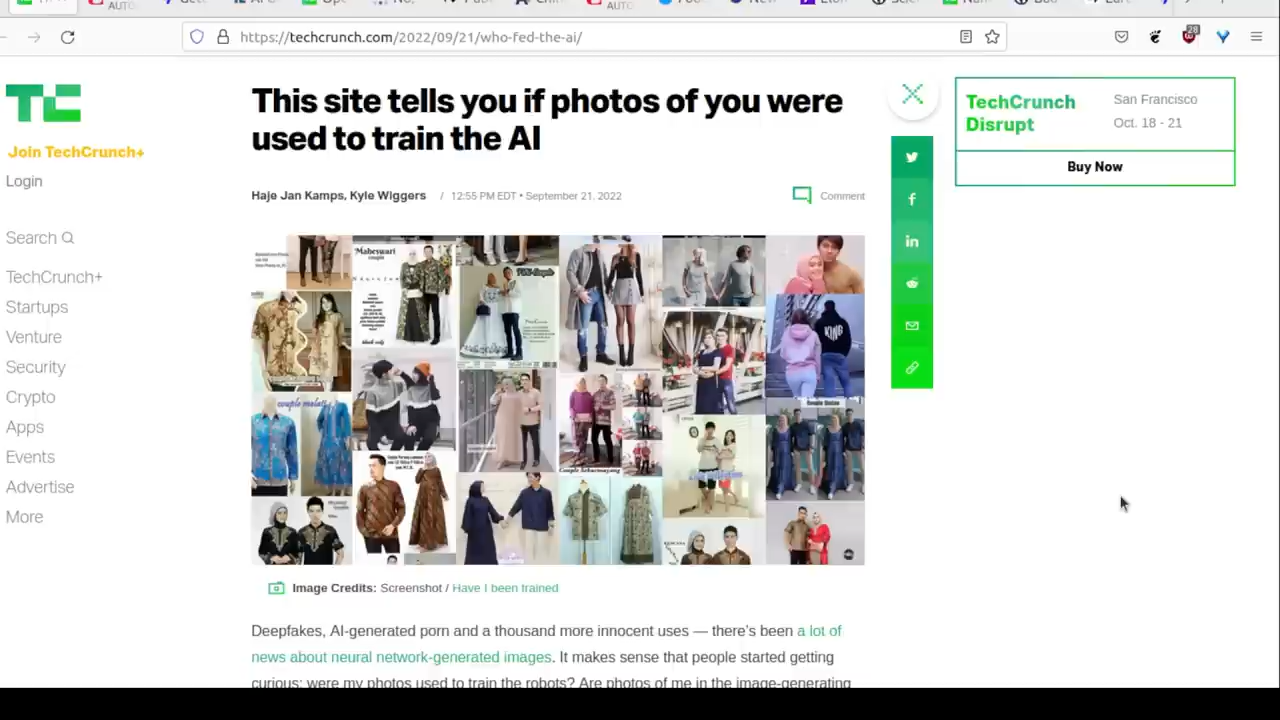 https://techcrunch.com/2022/09/21/who-fed-the-ai/
28
TC
Join TechCrunch+
Login
Search
TechCrunch+
Startups
Venture
Security
Crypto
Apps
Events
Advertise
More
This site tells you if photos of you were
used to train the AI
Haje Jan Kamps, Kyle Wiggers / 12:55 PM EDT • September 21, 2022
Comment
KING
Image Credits: Screenshot / Have I been trained
Deepfakes, AI-generated porn and a thousand more innocent uses — there's been a lot of
news about neural network-generated images. It makes sense that people started getting
curious; were my photos used to train the robots? Are photos of me in the image-generating
TechCrunch
Disrupt
San Francisco
Oct. 18 - 21
Buy Now